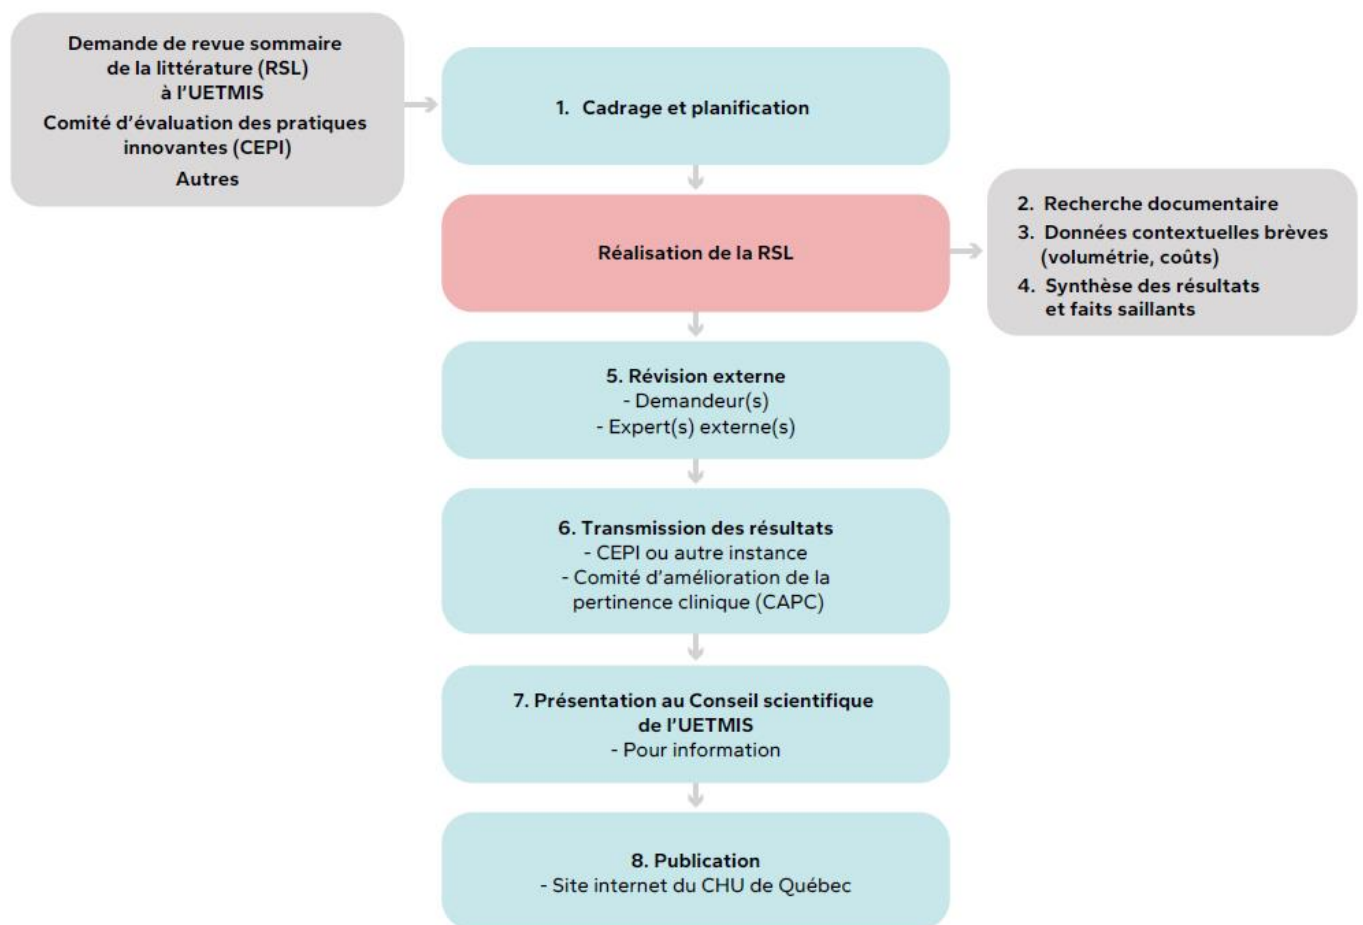 Demande de revue sommaire
de la littérature (RSL)
à l'UETMIS
Comité d'évaluation des pratiques
innovantes (CEPI)
Autres
1. Cadrage et planification
Réalisation de la RSL
2. Recherche documentaire
3. Données contextuelles brèves
(volumétrie, coûts)
4. Synthèse des résultats
et faits saillants
5. Révision externe
- Demandeur(s)
- Expert(s) externe(s)
6. Transmission des résultats
- CEPI ou autre instance
- Comité d'amélioration de la
pertinence clinique (CAPC)
7. Présentation au Conseil scientifique
de l'UETMIS
- Pour information
8. Publication
- Site internet du CHU de Québec